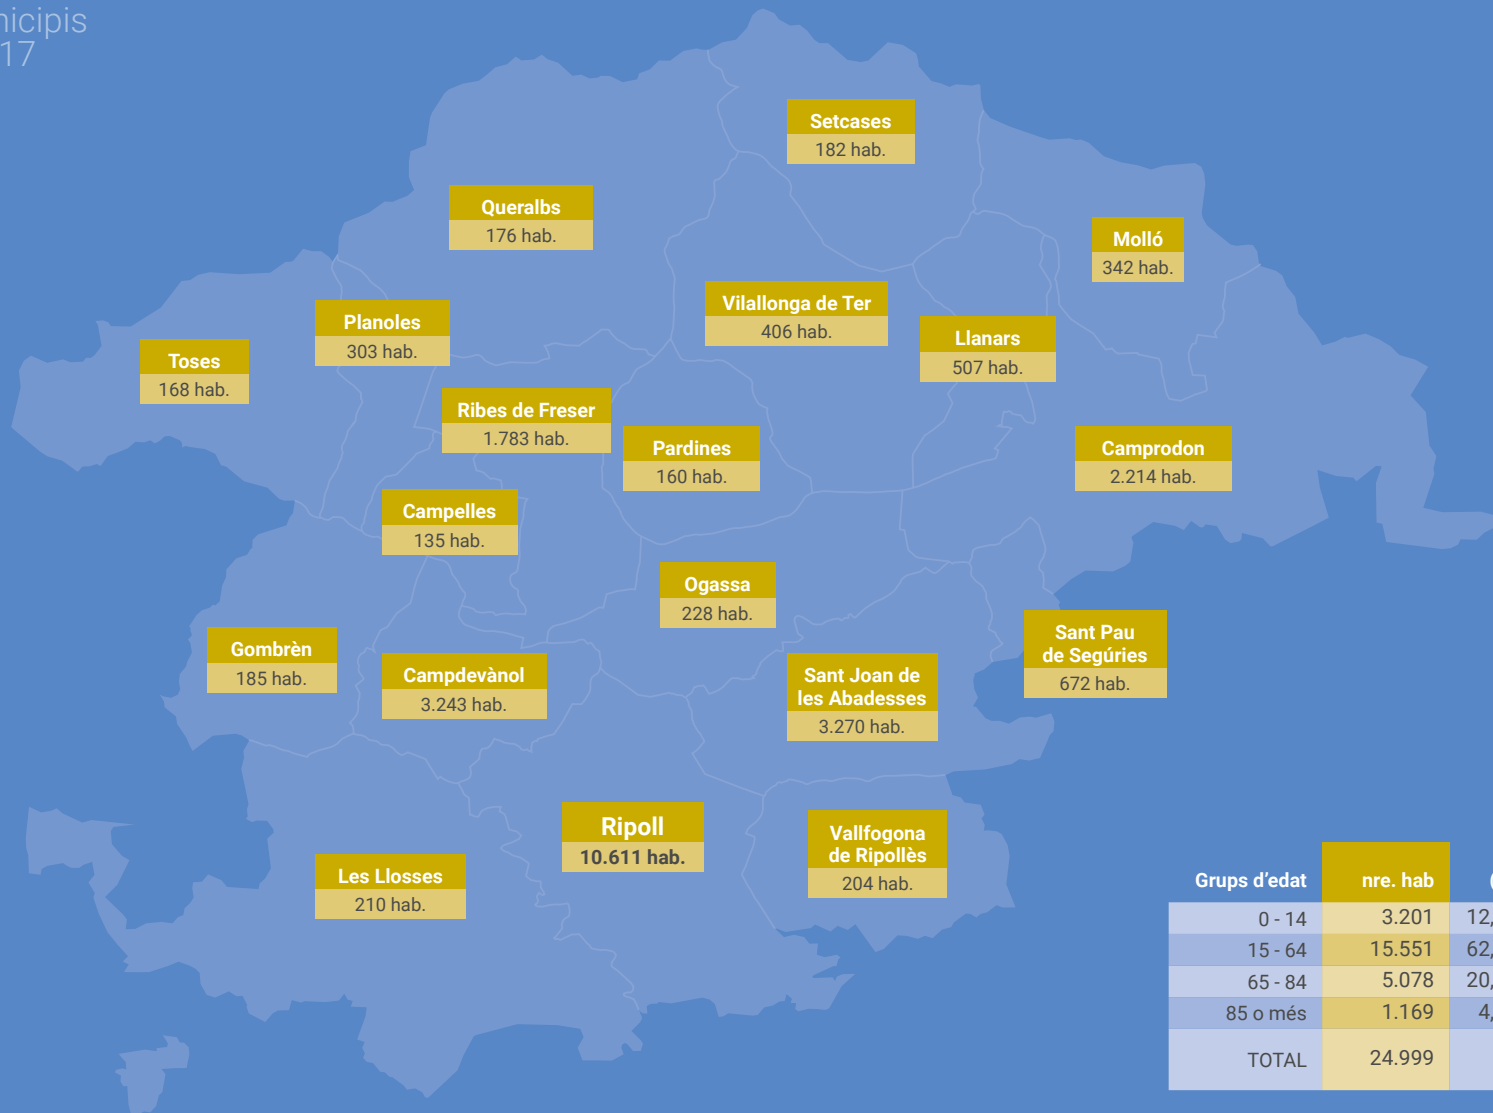 17
Setcases
182 hab.
Queralbs
176 hab.
Molló
342 hab.
Vilallonga de Ter
406 hab.
Planoles
303 hab.
Llanars
507 hab.
Toses
168 hab.
Ribes de Freser
1.783 hab.
Pardines
160 hab.
Camprodon
2.214 hab.
Campelles
135 hab.
Ogassa
228 hab.
Sant Pau
de Segúries
672 hab.
Gombrèn
185 hab.
Campdevànol
3.243 hab.
Sant Joan de
les Abadesses
3.270 hab.
Ripoll
10.611 hab.
Vallfogona
de Ripollès
204 hab.
Les Llosses
210 hab.
Grups d'edat nre. hab (
0 - 14 3.201 12,
15 - 64 15.551 62,
65 - 84 5.078 20,
85 o més 1.169 4,
TOTAL 24.999